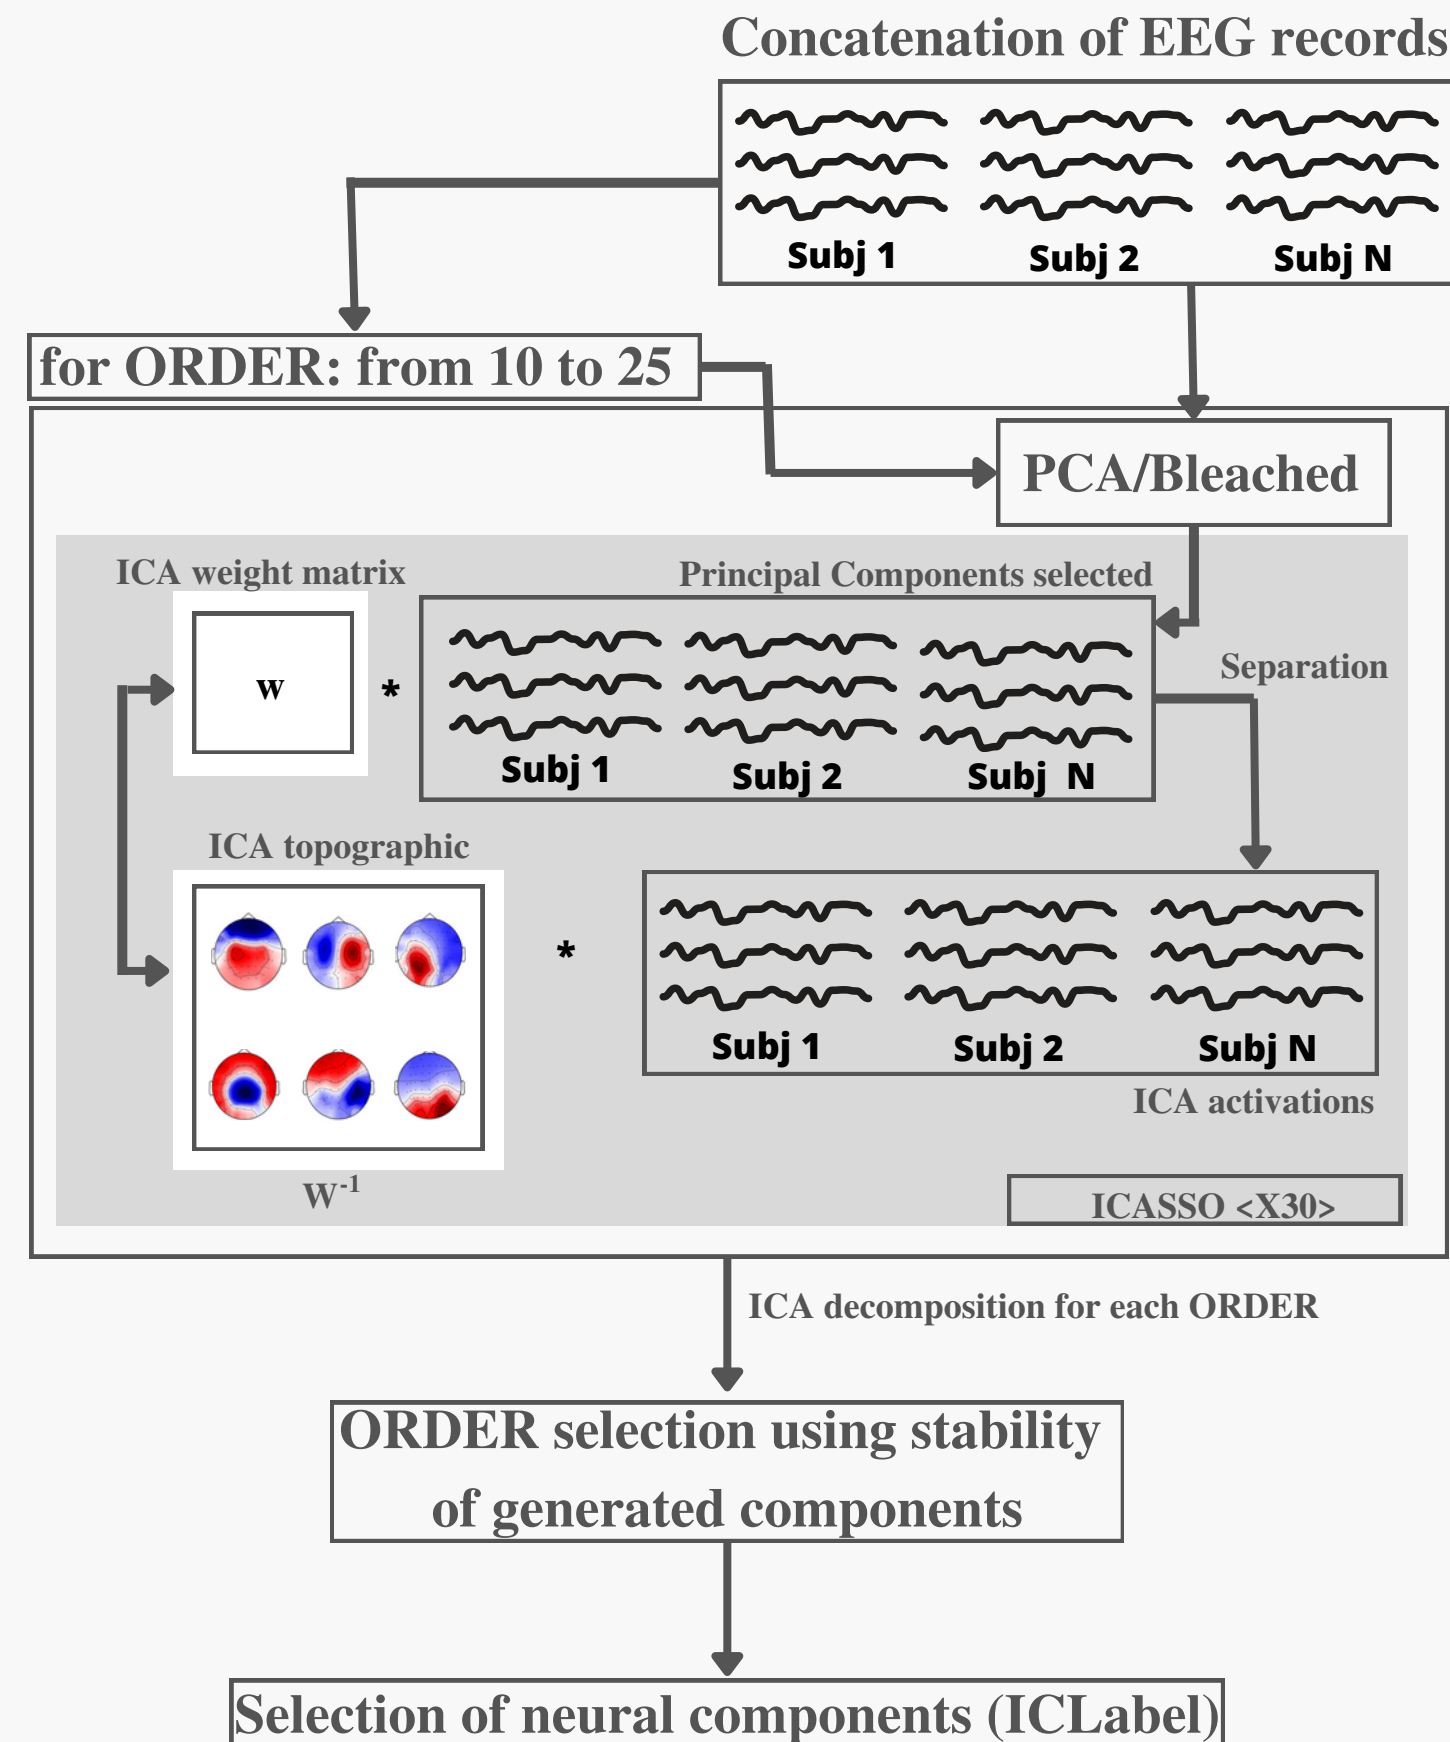 Concatenation of EEG records
Subj 1 Subj 2 Subj N
for ORDER: from 10 to 25
PCA/Bleached
ICA weight matrix
Principal Components selected
w
*
Subj 1 Subj 2 Subj N
Separation
ICA topographic
*
Subj 1 Subj 2 Subj N
ICA activations
W⁻¹
ICASSO <X30>
ICA decomposition for each ORDER
ORDER selection using stability
of generated components
Selection of neural components (ICLabel)